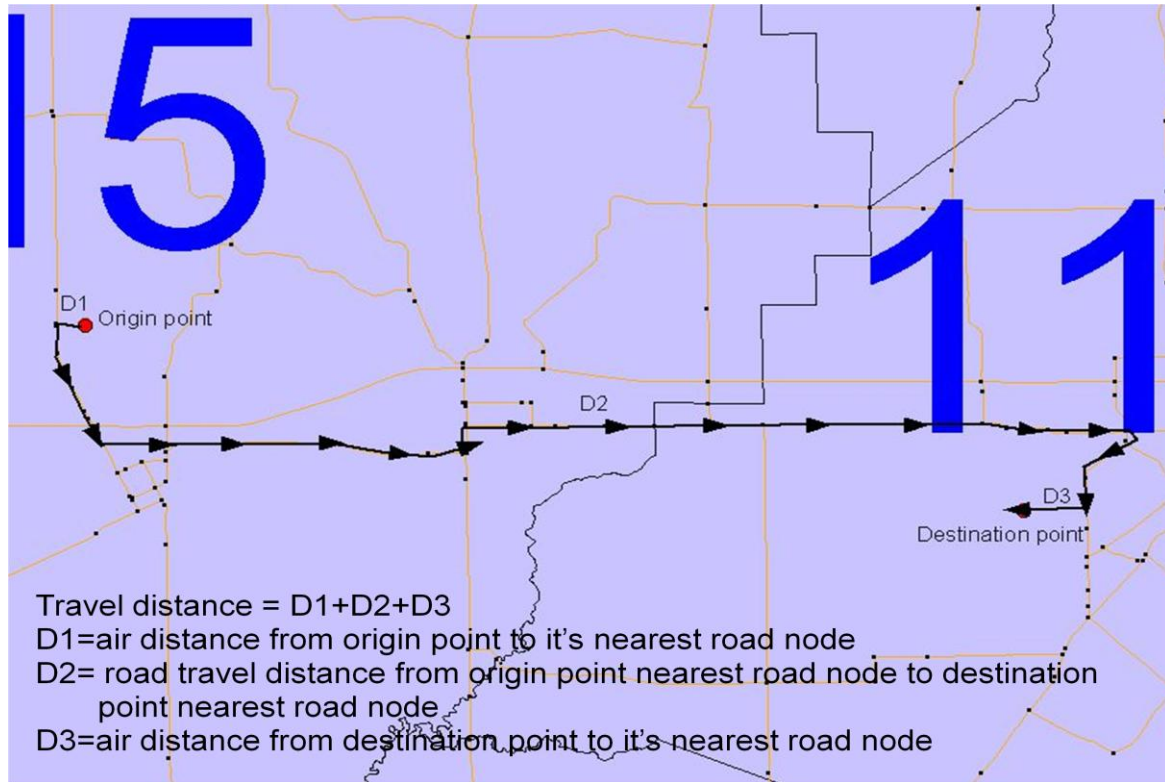 15
11
D1
Origin point
D2
D3
Destination point
Travel distance = D1+D2+D3
D1=air distance from origin point to it's nearest road node
D2= road travel distance from origin point nearest road node to destination
point nearest road node
D3=air distance from destination point to it's nearest road node